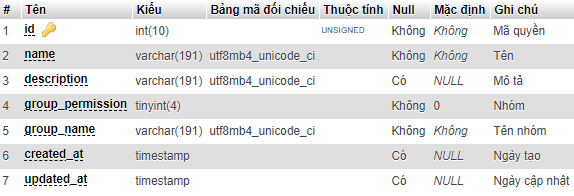 # Tên Kiểu Bảng mã đối chiếu Thuộc tính Null Mặc định Ghi chú
1 id int(10) UNSIGNED Không Không Mã quyền
2 name varchar(191) utf8mb4_unicode_ci Không Không Tên
3 description varchar(191) utf8mb4_unicode_ci Có NULL Mô tả
4 group_permission tinyint(4) Không 0 Nhóm
5 group_name varchar(191) utf8mb4_unicode_ci Không Không Tên nhóm
6 created_at timestamp Có NULL Ngày tạo
7 updated_at timestamp Có NULL Ngày cập nhật